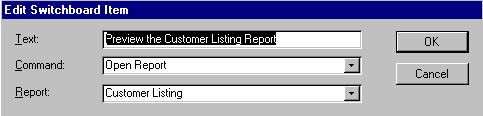 Edit Switchboard Item
Text: Preview the Customer Listing Report OK
Command: Open Report Cancel
Report: Customer Listing